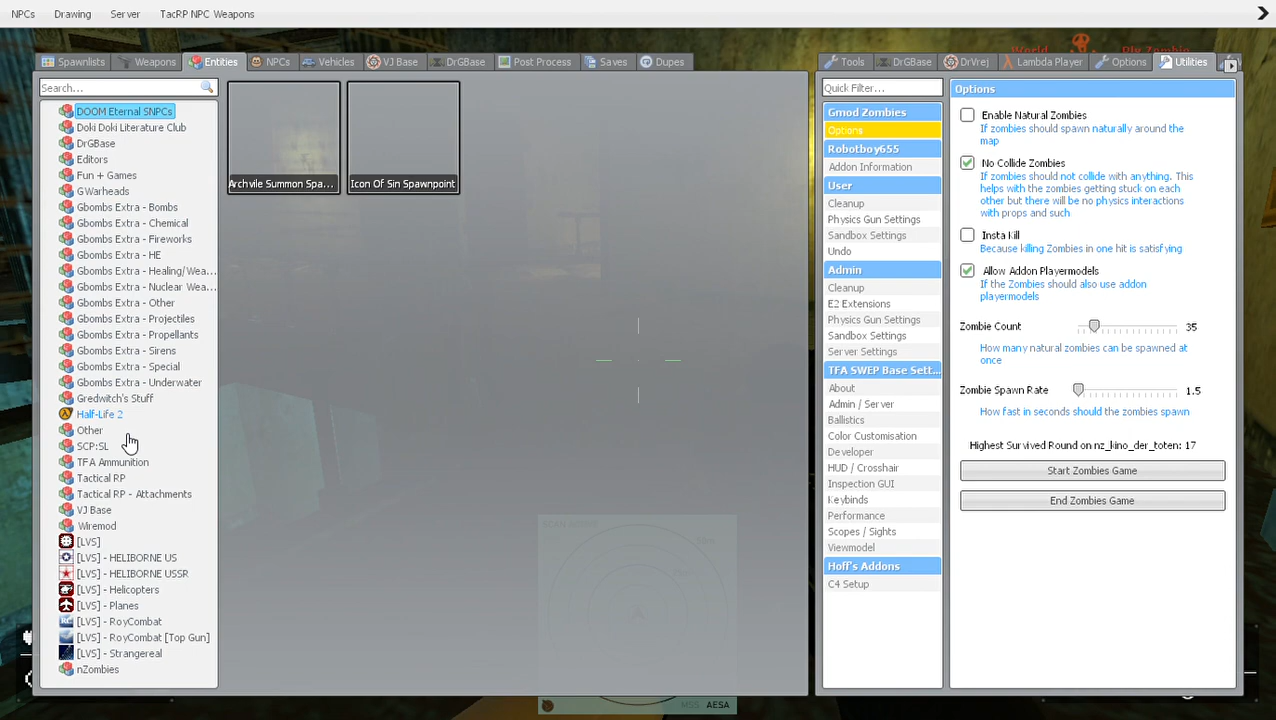 NPCs Drawing Server TacRP NPC Weapons
Spawnlists Weapons Entities NPCs Vehicles VJ Base DrGBase Post Process Saves Dupes
Search...
DOOM Eternal SNPCs
Doki Doki Literature Club
DrGBase
Editors
Fun + Games
GWarheads
Gbombs Extra - Bombs
Gbombs Extra - Chemical
Gbombs Extra - Fireworks
Gbombs Extra - HE
Gbombs Extra - Healing/Wea...
Gbombs Extra - Nuclear Wea...
Gbombs Extra - Other
Gbombs Extra - Projectiles
Gbombs Extra - Propellants
Gbombs Extra - Sirens
Gbombs Extra - Special
Gbombs Extra - Underwater
Gredwitch's Stuff
Half-Life 2
Other
SCP:SL
TFA Ammunition
Tactical RP
Tactical RP - Attachments
VJ Base
Wiremod
[LVS]
[LVS] - HELIBORNE US
[LVS] - HELIBORNE USSR
[LVS] - Helicopters
[LVS] - Planes
[LVS] - RoyCombat
[LVS] - RoyCombat [Top Gun]
[LVS] - Strangereal
nZombies
Archvile Summon Spa...
Icon Of Sin Spawnpoint
MSS AESA
World
Tools DrGBase DrVrej Lambda Player Options Utilities
Quick Filter...
Gmod Zombies
Options
Robotboy655
Addon Information
User
Cleanup
Physics Gun Settings
Sandbox Settings
Undo
Admin
Cleanup
E2 Extensions
Physics Gun Settings
Sandbox Settings
Server Settings
TFA SWEP Base Sett...
About
Admin / Server
Ballistics
Color Customisation
Developer
HUD / Crosshair
Inspection GUI
Keybinds
Performance
Scopes / Sights
Viewmodel
Hoff's Addons
C4 Setup
Options
Enable Natural Zombies
If zombies should spawn naturally around the
map
No Collide Zombies
If zombies should not collide with anything. This
helps with the zombies getting stuck on each
other but there will be no physics interactions
with props and such
Insta Kill
Because killing Zombies in one hit is satisfying
Allow Addon Playermodels
If the Zombies should also use addon
playermodels
Zombie Count 35
How many natural zombies can be spawned at
once
Zombie Spawn Rate 1.5
How fast in seconds should the zombies spawn
Highest Survived Round on nz_kino_der_toten: 17
Start Zombies Game
End Zombies Game